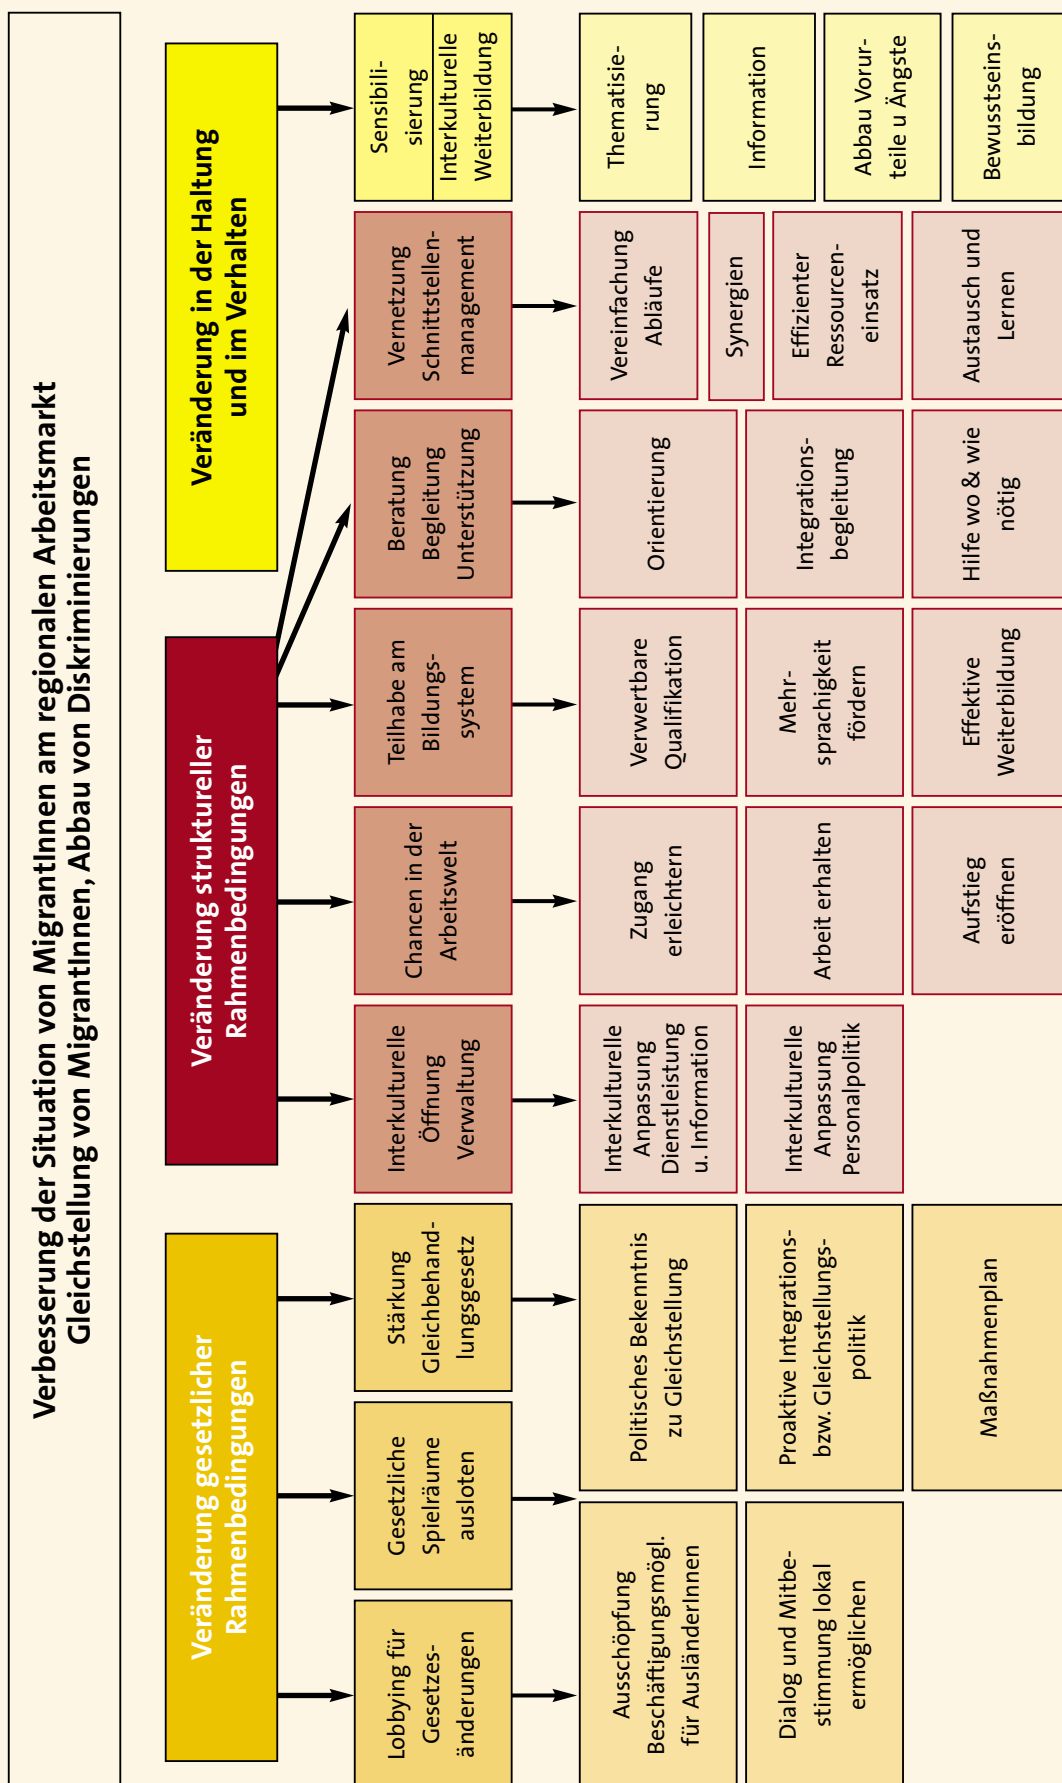 Verbesserung der Situation von MigrantInnen am regionalen Arbeitsmarkt
Gleichstellung von MigrantInnen, Abbau von Diskriminierungen
Veränderung gesetzlicher
Rahmenbedingungen
Veränderung struktureller
Rahmenbedingungen
Veränderung in der Haltung
und im Verhalten
Lobbying für
Gesetzes-
änderungen
Gesetzliche
Spielräume
ausloten
Stärkung
Gleichbehand-
lungsgesetz
Interkulturelle
Öffnung
Verwaltung
Chancen in der
Arbeitswelt
Teilhabe am
Bildungs-
system
Beratung
Begleitung
Unterstützung
Vernetzung
Schnittstellen-
management
Sensibili-
sierung
Interkulturelle
Weiterbildung
Ausschöpfung
Beschäftigungsmögl.
für AusländerInnen
Politisches Bekenntnis
zu Gleichstellung
Interkulturelle
Anpassung
Dienstleistung
u. Information
Zugang
erleichtern
Verwertbare
Qualifikation
Orientierung
Vereinfachung
Abläufe
Thematisie-
rung
Synergien
Information
Dialog und Mitbe-
stimmung lokal
ermöglichen
Proaktive Integrations-
bzw. Gleichstellungs-
politik
Interkulturelle
Anpassung
Personalpolitik
Arbeit erhalten
Mehr-
sprachigkeit
fördern
Integrations-
begleitung
Effizienter
Ressourcen-
einsatz
Abbau Vorur-
teile u Ängste
Maßnahmenplan
Aufstieg
eröffnen
Effektive
Weiterbildung
Hilfe wo & wie
nötig
Austausch und
Lernen
Bewusstseins-
bildung